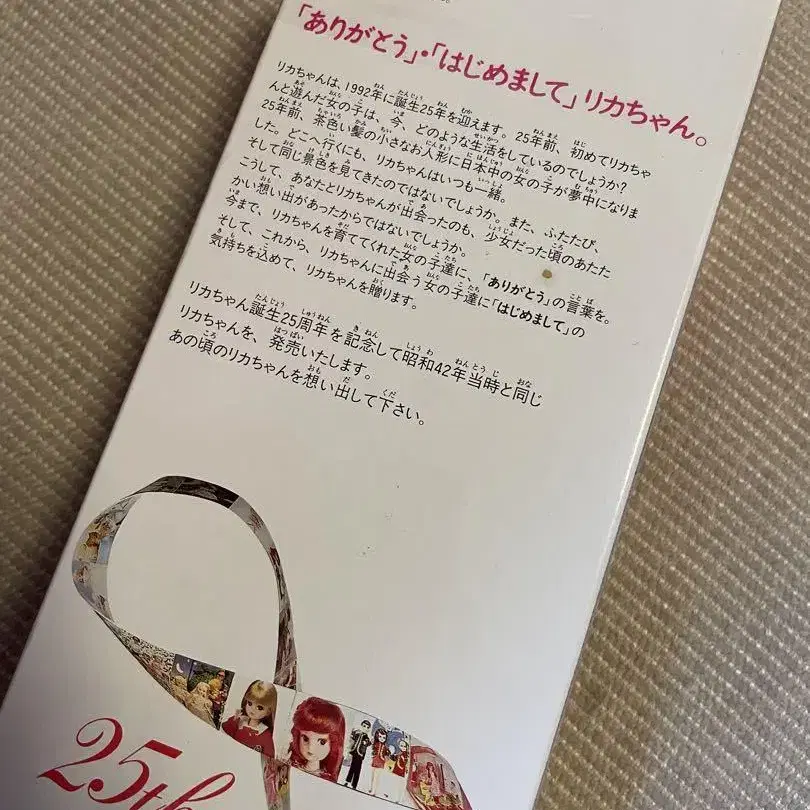 「ありがとう」・「はじめまして」リカちゃん。
リカちゃんは、1992年に誕生25年を迎えます。25年前、初めてリカちゃ
んと遊んだ女の子は、今、どのような生活をしているのでしょうか?
25年前、茶色い髪の小さなお人形に日本中の女の子が夢中になりま
した。どこへ行くにも、リカちゃんはいつも一緒。
そして同じ景色を見てきたのではないでしょうか。また、ふたたび、
こうして、あなたとリカちゃんが出会ったのも、少女だった頃のあたた
かい想い出があったからではないでしょうか。
今まで、リカちゃんを育ててくれた女の子達に、「ありがとう」の言葉を。
そして、これから、リカちゃんに出会う女の子達に「はじめまして」の
気持ちを込めて、リカちゃんを贈ります。
リカちゃん誕生25周年を記念して昭和42年当時と同じ
リカちゃんを、発売いたします。
あの頃のリカちゃんを想い出して下さい。
25th